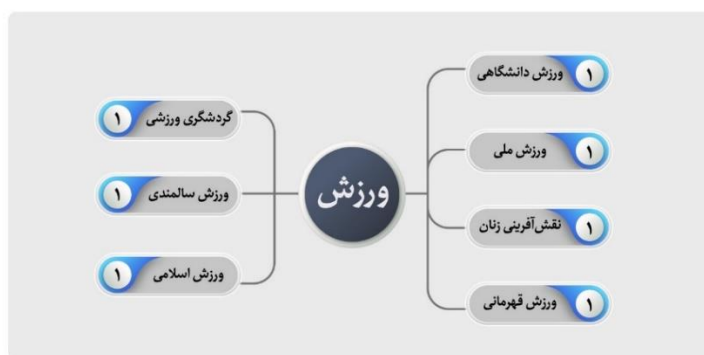 ورزش
ورزش دانشگاهی ۱
ورزش ملی ۱
نقش‌آفرینی زنان ۱
ورزش قهرمانی ۱
گردشگری ورزشی ۱
ورزش سالمندی ۱
ورزش اسلامی ۱